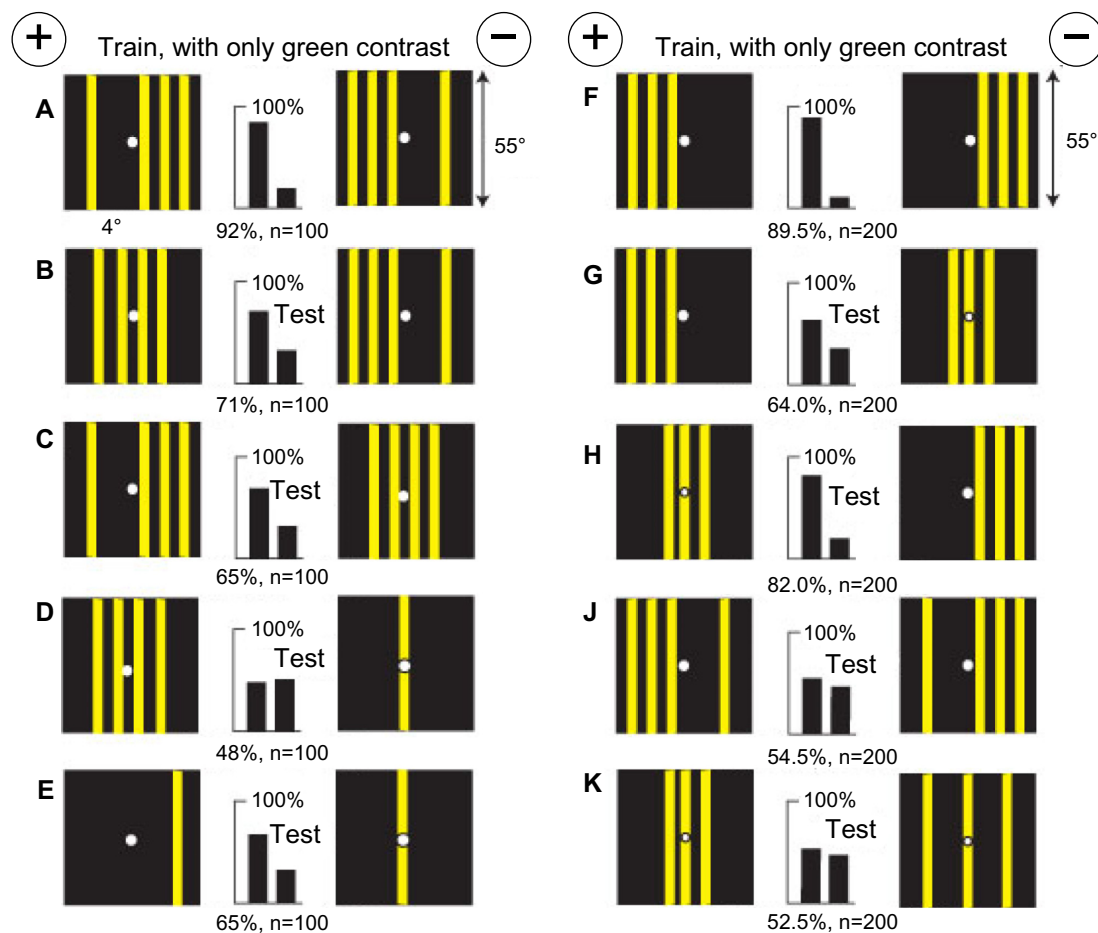 + Train, with only green contrast −
A
100%
55°
4°
92%, n=100
B
100%
Test
71%, n=100
C
100%
Test
65%, n=100
D
100%
Test
48%, n=100
E
100%
Test
65%, n=100
+ Train, with only green contrast −
F
100%
55°
89.5%, n=200
G
100%
Test
64.0%, n=200
H
100%
Test
82.0%, n=200
J
100%
Test
54.5%, n=200
K
100%
Test
52.5%, n=200